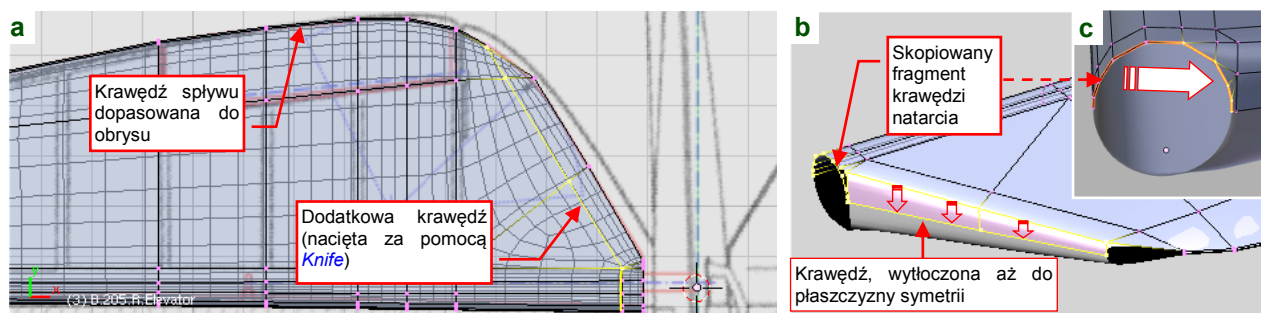 a
Krawędź spływu
dopasowana do
obrysu
Dodatkowa krawędź
(nacięta za pomocą
Knife)
(3) B.205.R.Elevator
b
Skopiowany
fragment
krawędzi
natarcia
c
Krawędź, wytłoczona aż do
płaszczyzny symetrii